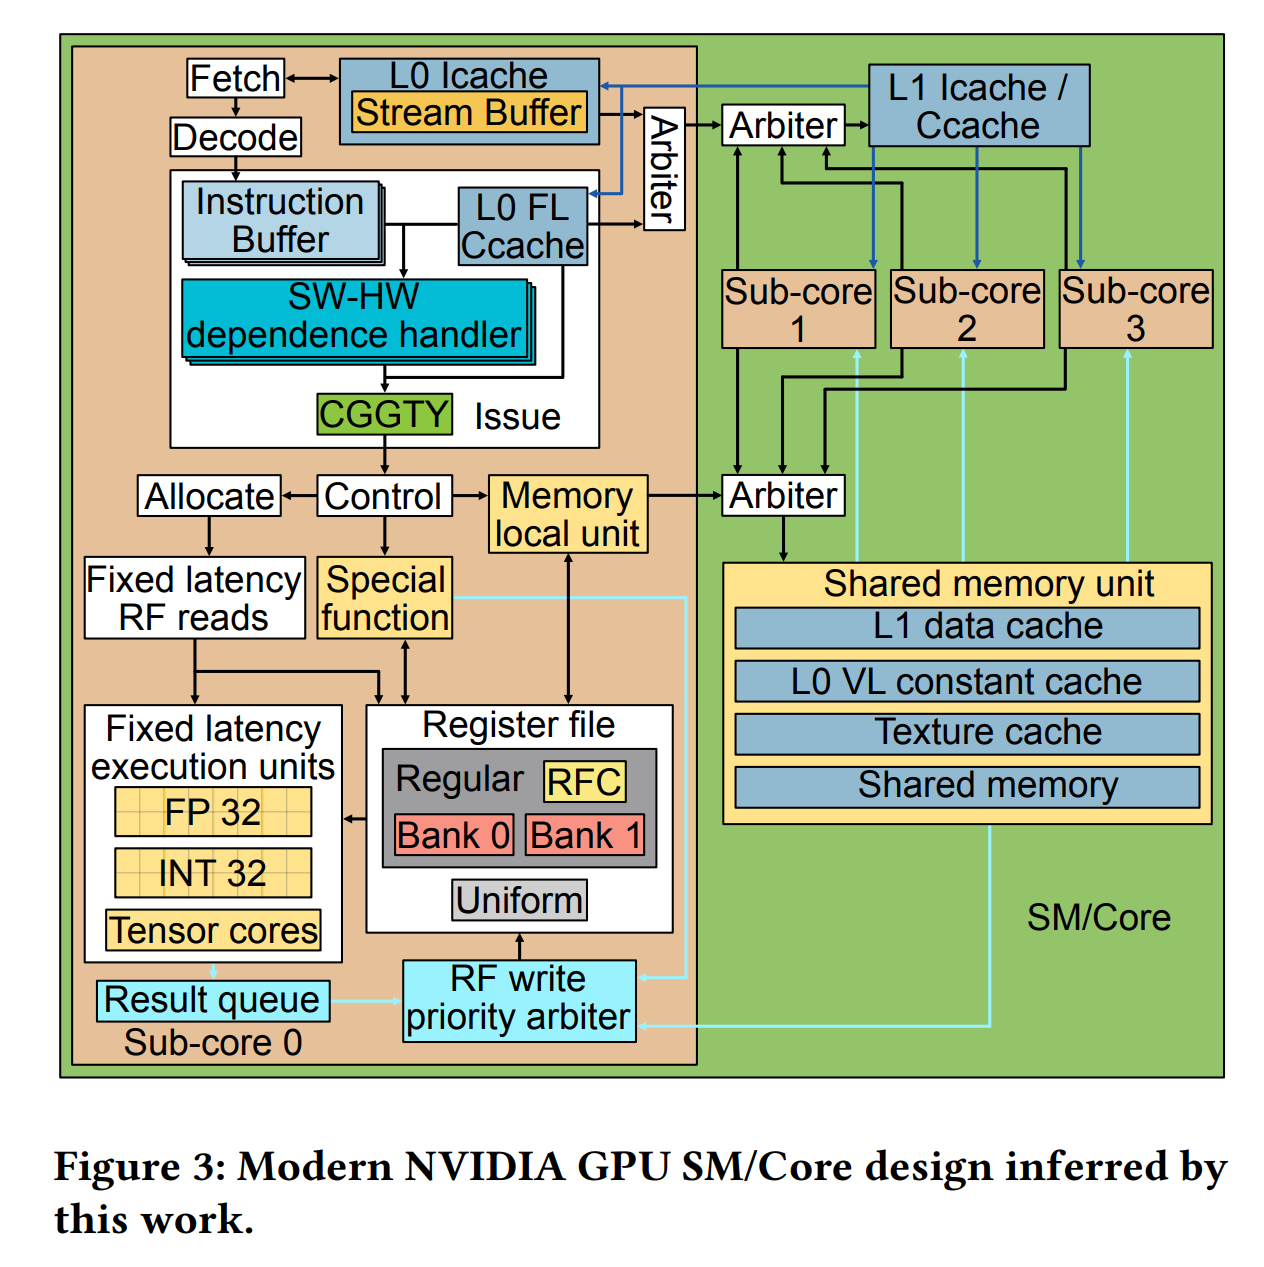 Fetch
L0 Icache
Stream Buffer
Decode
Arbiter
Arbiter
L1 Icache /
Ccache
Instruction
Buffer
L0 FL
Ccache
SW-HW
dependence handler
CGGTY
Issue
Sub-core
1
Sub-core
2
Sub-core
3
Allocate
Control
Memory
local unit
Arbiter
Fixed latency
RF reads
Special
function
Shared memory unit
L1 data cache
L0 VL constant cache
Texture cache
Shared memory
Fixed latency
execution units
FP 32
INT 32
Tensor cores
Register file
Regular
RFC
Bank 0
Bank 1
Uniform
Result queue
RF write
priority arbiter
Sub-core 0
SM/Core
Figure 3: Modern NVIDIA GPU SM/Core design inferred by
this work.